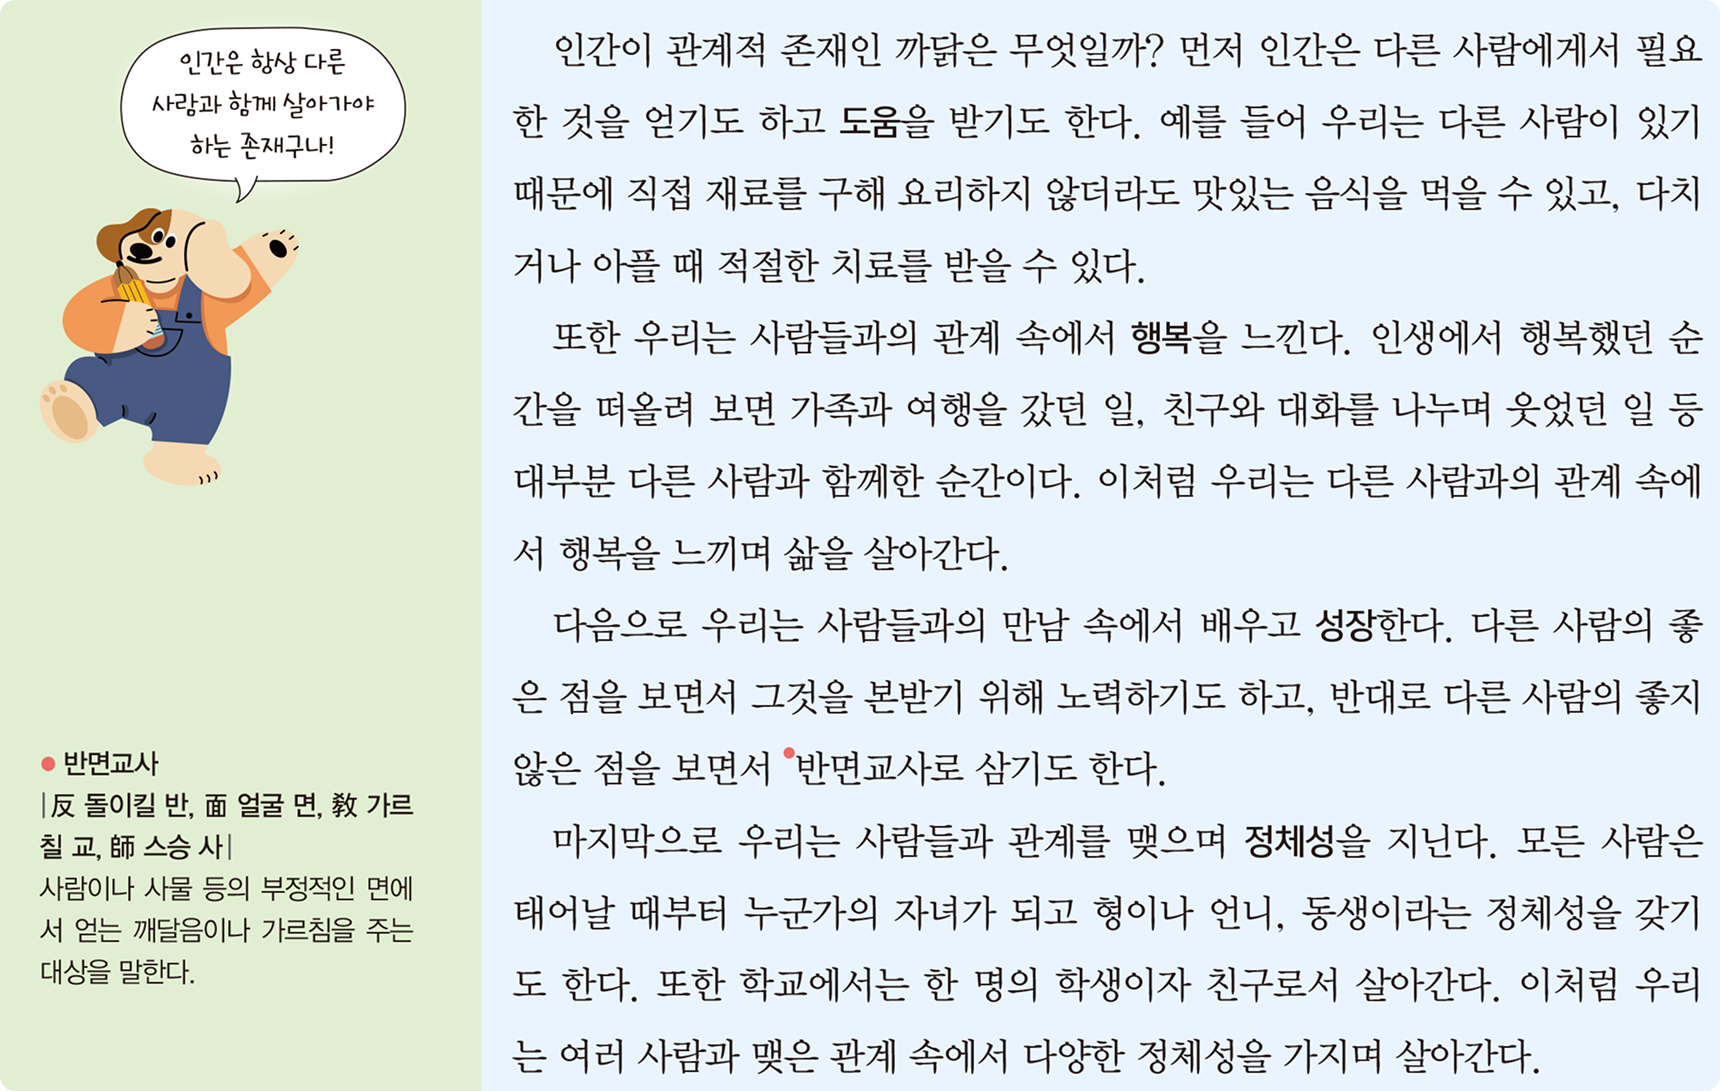 인간은 항상 다른
사람과 함께 살아가야
하는 존재구나!
● 반면교사
|反 돌이킬 반, 面 얼굴 면, 敎 가르
칠 교, 師 스승 사|
사람이나 사물 등의 부정적인 면에
서 얻는 깨달음이나 가르침을 주는
대상을 말한다.
인간이 관계적 존재인 까닭은 무엇일까? 먼저 인간은 다른 사람에게서 필요
한 것을 얻기도 하고 도움을 받기도 한다. 예를 들어 우리는 다른 사람이 있기
때문에 직접 재료를 구해 요리하지 않더라도 맛있는 음식을 먹을 수 있고, 다치
거나 아플 때 적절한 치료를 받을 수 있다.
또한 우리는 사람들과의 관계 속에서 행복을 느낀다. 인생에서 행복했던 순
간을 떠올려 보면 가족과 여행을 갔던 일, 친구와 대화를 나누며 웃었던 일 등
대부분 다른 사람과 함께한 순간이다. 이처럼 우리는 다른 사람과의 관계 속에
서 행복을 느끼며 삶을 살아간다.
다음으로 우리는 사람들과의 만남 속에서 배우고 성장한다. 다른 사람의 좋
은 점을 보면서 그것을 본받기 위해 노력하기도 하고, 반대로 다른 사람의 좋지
않은 점을 보면서 ●반면교사로 삼기도 한다.
마지막으로 우리는 사람들과 관계를 맺으며 정체성을 지닌다. 모든 사람은
태어날 때부터 누군가의 자녀가 되고 형이나 언니, 동생이라는 정체성을 갖기
도 한다. 또한 학교에서는 한 명의 학생이자 친구로서 살아간다. 이처럼 우리
는 여러 사람과 맺은 관계 속에서 다양한 정체성을 가지며 살아간다.